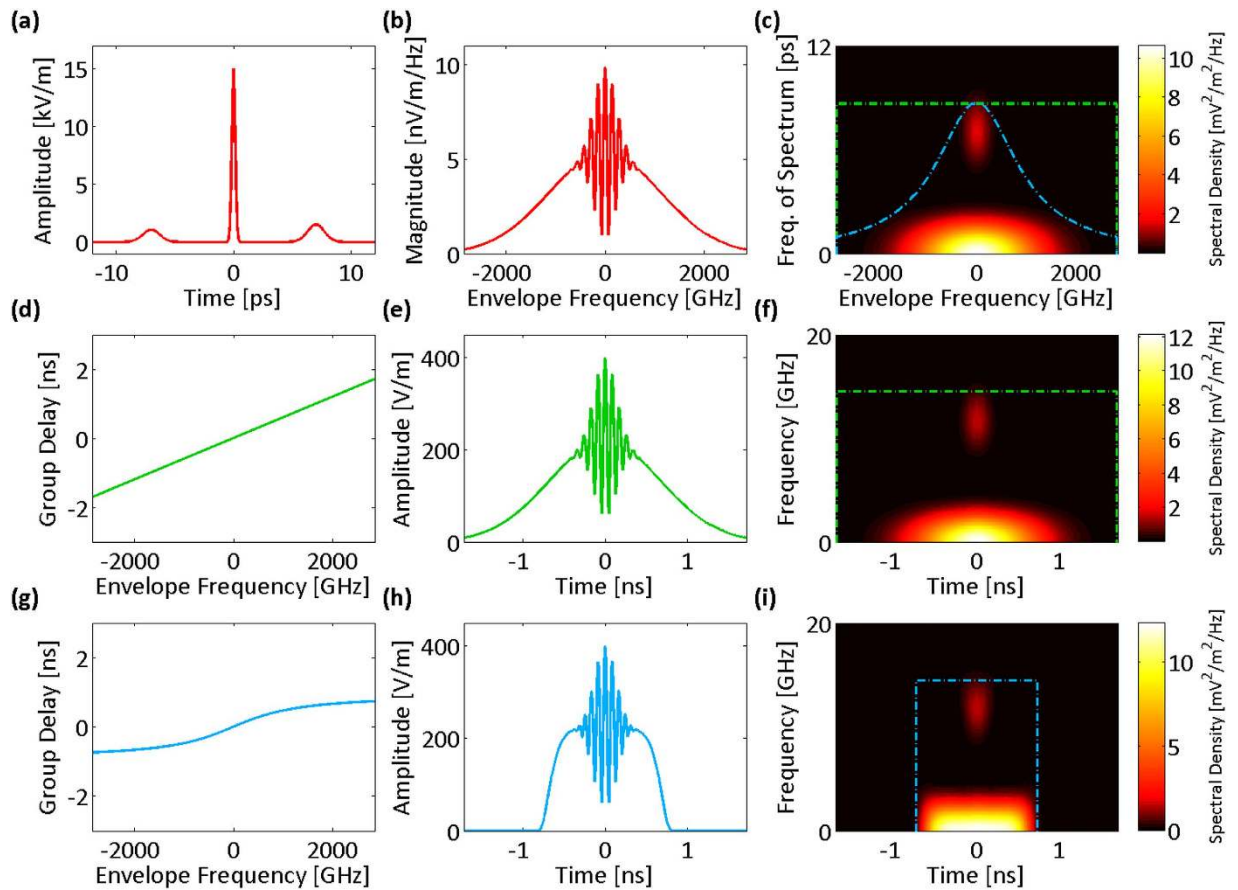 (a)
Amplitude [kV/m]
15
10
5
0
-10 0 10
Time [ps]
(b)
Magnitude [nV/m/Hz]
10
5
0
-2000 0 2000
Envelope Frequency [GHz]
(c)
Freq. of Spectrum [ps]
12
0
-2000 0 2000
Envelope Frequency [GHz]
10
8
6
4
2
Spectral Density [mV²/m²/Hz]
(d)
Group Delay [ns]
2
0
-2
-2000 0 2000
Envelope Frequency [GHz]
(e)
Amplitude [V/m]
400
200
0
-1 0 1
Time [ns]
(f)
Frequency [GHz]
20
0
-1 0 1
Time [ns]
12
10
8
6
4
2
Spectral Density [mV²/m²/Hz]
(g)
Group Delay [ns]
2
0
-2
-2000 0 2000
Envelope Frequency [GHz]
(h)
Amplitude [V/m]
400
200
0
-1 0 1
Time [ns]
(i)
Frequency [GHz]
20
0
-1 0 1
Time [ns]
10
5
0
Spectral Density [mV²/m²/Hz]